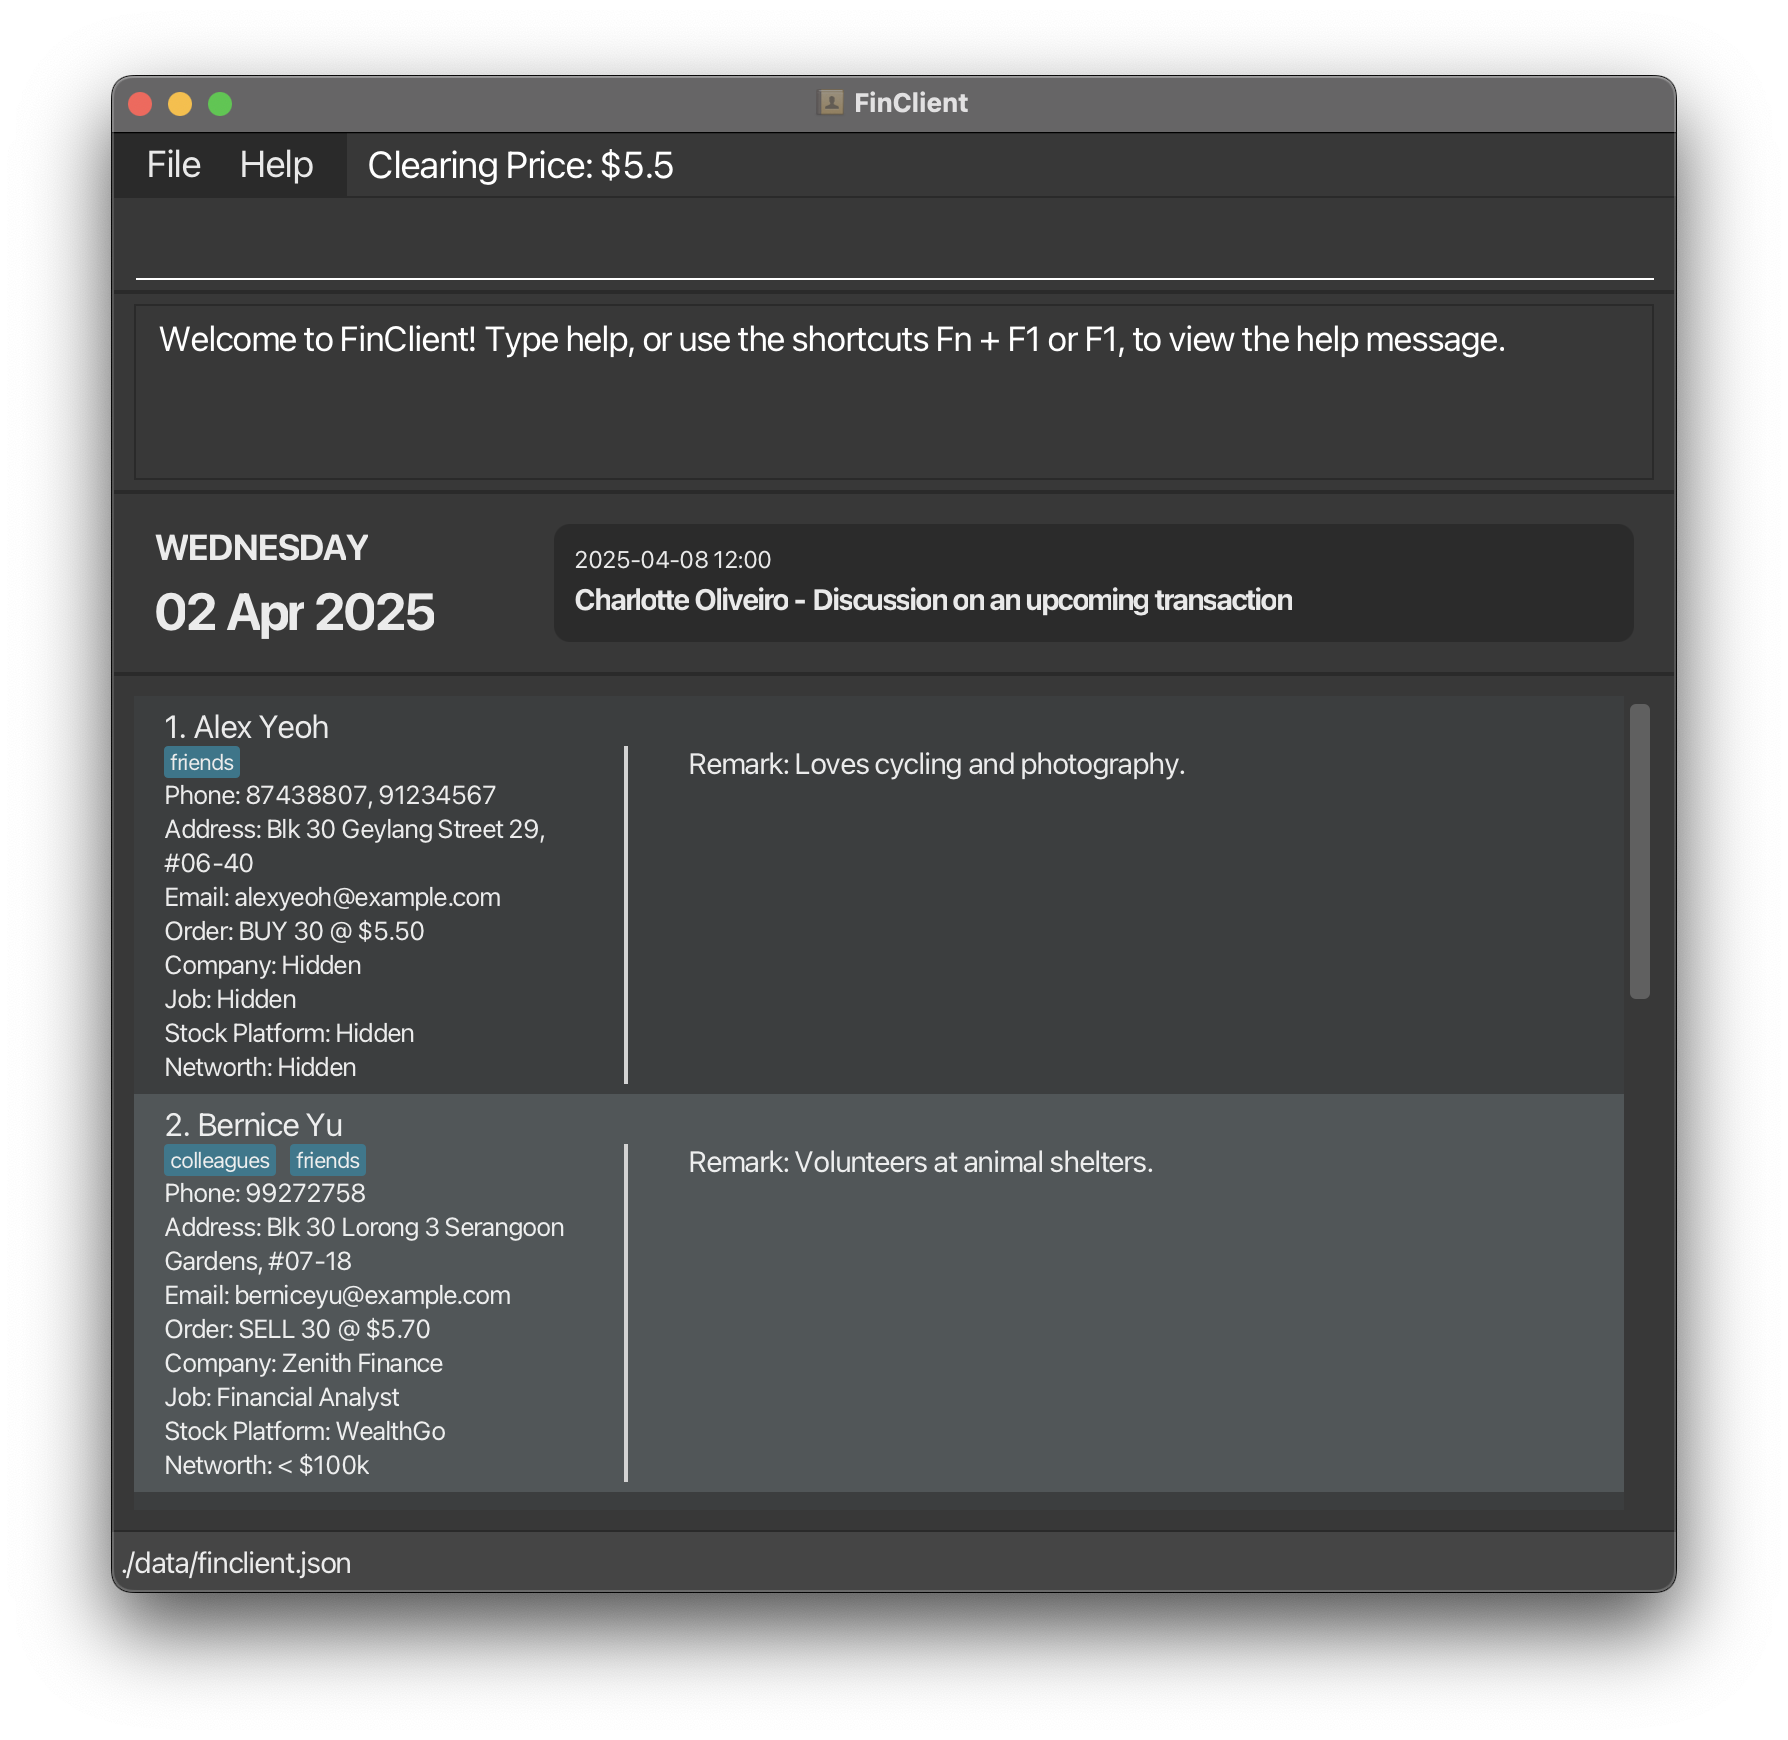 FinClient
File Help Clearing Price: $5.5
Welcome to FinClient! Type help, or use the shortcuts Fn + F1 or F1, to view the help message.
WEDNESDAY
02 Apr 2025
2025-04-08 12:00
Charlotte Oliveiro - Discussion on an upcoming transaction
1. Alex Yeoh
friends
Phone: 87438807, 91234567
Address: Blk 30 Geylang Street 29,
#06-40
Email: alexyeoh@example.com
Order: BUY 30 @ $5.50
Company: Hidden
Job: Hidden
Stock Platform: Hidden
Networth: Hidden
Remark: Loves cycling and photography.
2. Bernice Yu
colleagues friends
Phone: 99272758
Address: Blk 30 Lorong 3 Serangoon
Gardens, #07-18
Email: berniceyu@example.com
Order: SELL 30 @ $5.70
Company: Zenith Finance
Job: Financial Analyst
Stock Platform: WealthGo
Networth: < $100k
Remark: Volunteers at animal shelters.
./data/finclient.json